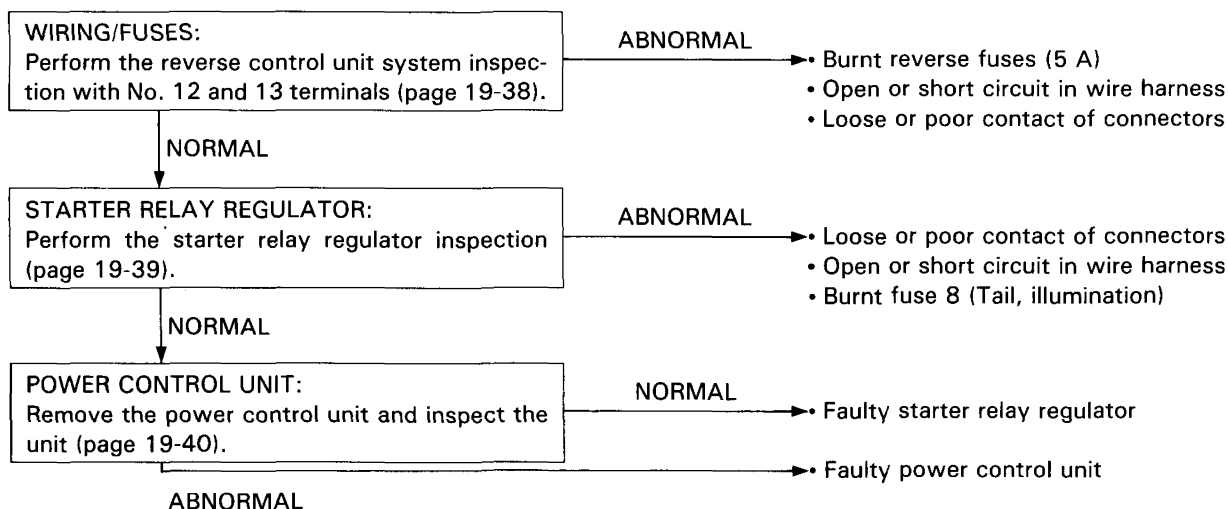 WIRING/FUSES:
Perform the reverse control unit system inspec-
tion with No. 12 and 13 terminals (page 19-38).
ABNORMAL
• Burnt reverse fuses (5 A)
• Open or short circuit in wire harness
• Loose or poor contact of connectors
NORMAL
STARTER RELAY REGULATOR:
Perform the starter relay regulator inspection
(page 19-39).
ABNORMAL
• Loose or poor contact of connectors
• Open or short circuit in wire harness
• Burnt fuse 8 (Tail, illumination)
NORMAL
POWER CONTROL UNIT:
Remove the power control unit and inspect the
unit (page 19-40).
NORMAL
• Faulty starter relay regulator
• Faulty power control unit
ABNORMAL